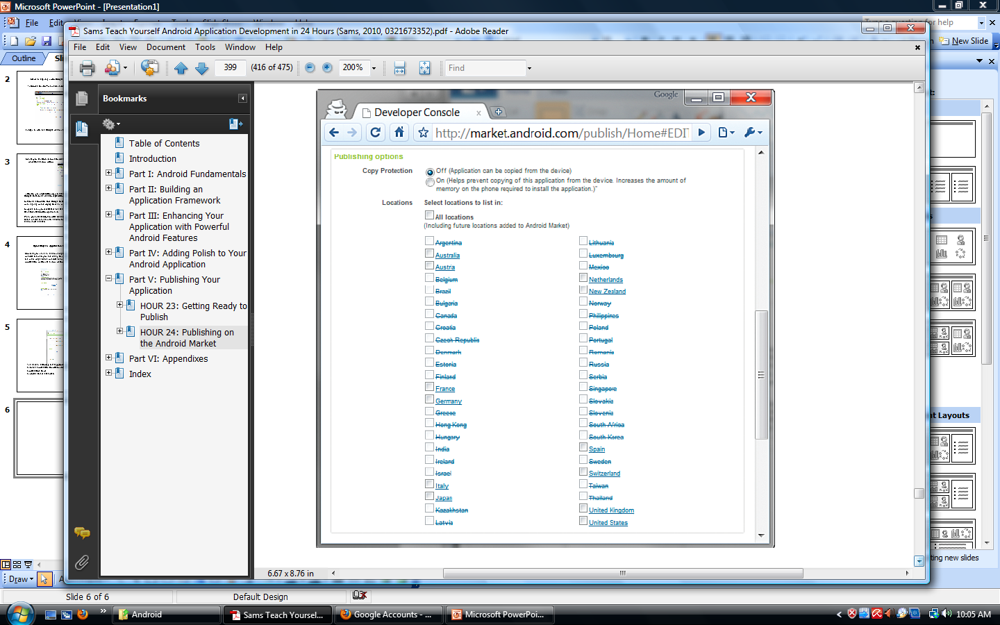 Microsoft PowerPoint - [Presentation1]
File
Edit
New Slide
Outline
2
3
4
5
6
Sams Teach Yourself Android Application Development in 24 Hours (Sams, 2010, 0321673352).pdf - Adobe Reader
File Edit View Document Tools Window Help
399 (416 of 475) 200% Find
Bookmarks
Table of Contents
Introduction
Part I: Android Fundamentals
Part II: Building an
Application Framework
Part III: Enhancing Your
Application with Powerful
Android Features
Part IV: Adding Polish to Your
Android Application
Part V: Publishing Your
Application
HOUR 23: Getting Ready to
Publish
HOUR 24: Publishing on
the Android Market
Part VI: Appendixes
Index
Google
Developer Console
http://market.android.com/publish/Home#EDIT
Publishing options
Copy Protection
Off (Application can be copied from the device)
On (Helps prevent copying of this application from the device. Increases the amount of
memory on the phone required to install the application.)"
Locations
Select locations to list in:
All locations
(Including future locations added to Android Market)
Argentina
Australia
Austria
Belgium
Brazil
Bulgaria
Canada
Croatia
Czech Republic
Denmark
Estonia
Finland
France
Germany
Greece
Hong Kong
Hungary
India
Ireland
Israel
Italy
Japan
Kazakhstan
Latvia
Lithuania
Luxembourg
Mexico
Netherlands
New Zealand
Norway
Philippines
Poland
Portugal
Romania
Russia
Serbia
Singapore
Slovakia
Slovenia
South Africa
South Korea
Spain
Sweden
Switzerland
Taiwan
Thailand
United Kingdom
United States
6.67 x 8.76 in
t Layouts
ting new slides
Draw
Slide 6 of 6
Default Design
Android
Sams Teach Yoursel...
Google Accounts - ...
Microsoft PowerPoi...
10:05 AM